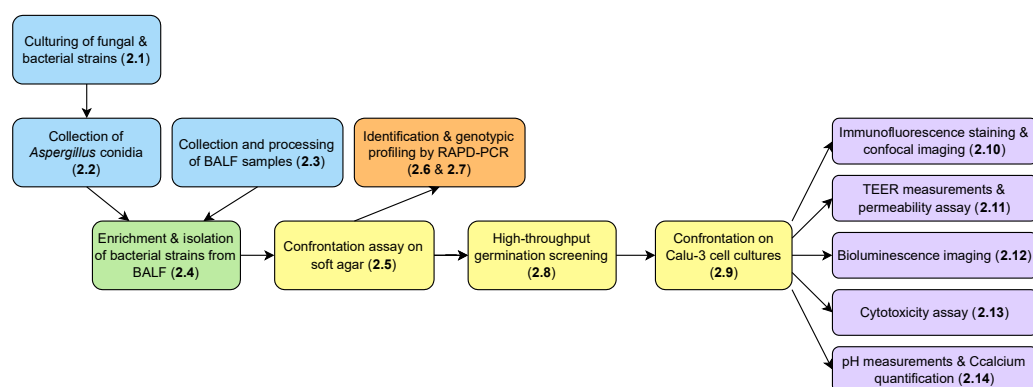 Culturing of fungal &
bacterial strains (2.1)
Collection of
Aspergillus conidia
(2.2)
Collection and processing
of BALF samples (2.3)
Identification & genotypic
profiling by RAPD-PCR
(2.6 & 2.7)
Enrichment & isolation
of bacterial strains from
BALF (2.4)
Confrontation assay on
soft agar (2.5)
High-throughput
germination screening
(2.8)
Confrontation on
Calu-3 cell cultures
(2.9)
Immunofluorescence staining &
confocal imaging (2.10)
TEER measurements &
permeability assay (2.11)
Bioluminescence imaging (2.12)
Cytotoxicity assay (2.13)
pH measurements & Ccalcium
quantification (2.14)